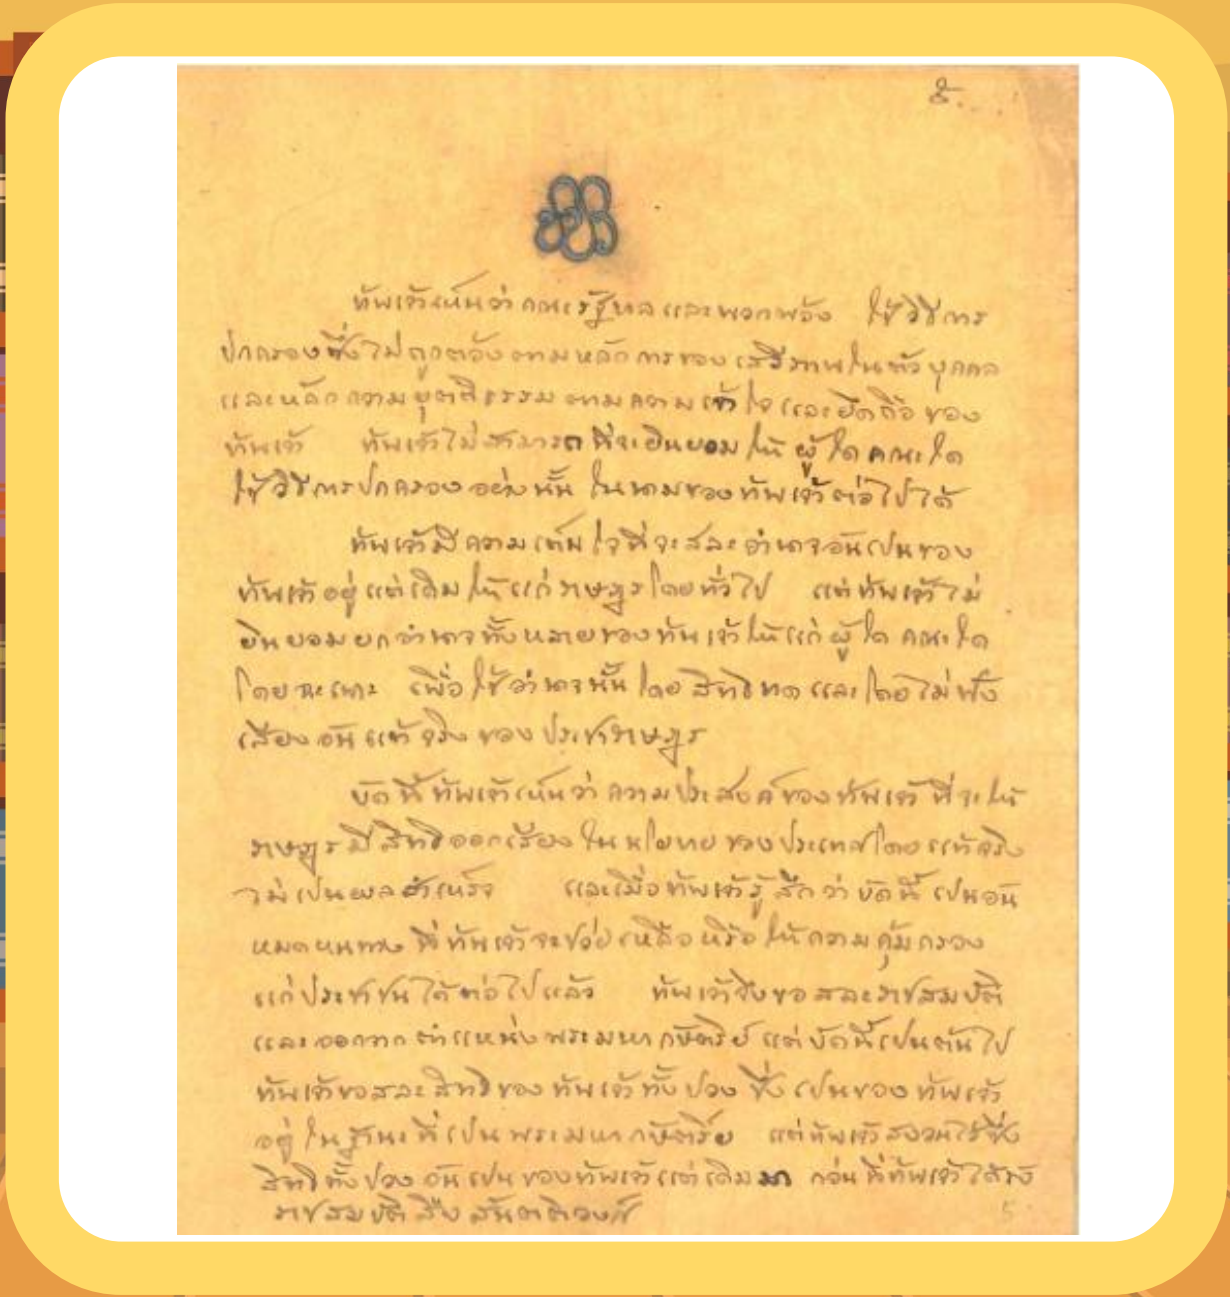 ๕.
ข้าพเจ้าเห็นว่าคณะรัฐบาลและพวกพ้อง ใช้วิธีการ
ปกครองซึ่งไม่ถูกต้องตามหลักการของเสรีภาพในตัวบุคคล
และหลักความยุตติธรรมตามความเข้าใจและยึดถือของ
ข้าพเจ้า ข้าพเจ้าไม่สามารถที่จะยินยอมให้ผู้ใด คณะใด
ใช้วิธีการปกครองอย่างนั้น ในนามของข้าพเจ้าต่อไปได้
ข้าพเจ้ามีความเต็มใจที่จะสละอำนาจอันเปนของ
ข้าพเจ้าอยู่แต่เดิมให้แก่ราษฎรโดยทั่วไป แต่ข้าพเจ้าไม่
ยินยอมยกอำนาจทั้งหลายของข้าพเจ้าให้แก่ผู้ใด คณะใด
โดยฉะเพาะ เพื่อใช้อำนาจนั้นโดยสิทธิขาดและโดยไม่ฟัง
เสียงอันแท้จริงของประชาราษฎร
บัดนี้ข้าพเจ้าเห็นว่าความประสงค์ของข้าพเจ้าที่จะให้
ราษฎรมีสิทธิออกเสียงในนโยบายของประเทศโดยแท้จริง
ไม่เปนผลสำเหร็จ และเมื่อข้าพเจ้ารู้สึกว่าบัดนี้เปนอัน
หมดหนทางที่ข้าพเจ้าจะช่วยเหลือหรือให้ความคุ้มครอง
แก่ประชาชนได้ต่อไปแล้ว ข้าพเจ้าจึงขอสละราชสมบัติ
และออกจากตำแหน่งพระมหากษัตริย์ แต่บัดนี้เปนต้นไป
ข้าพเจ้าขอสละสิทธิของข้าพเจ้าทั้งปวง ซึ่งเปนของข้าพเจ้า
อยู่ในฐานะที่เปนพระมหากษัตริย์ แต่ข้าพเจ้าสงวนไว้ซึ่ง
สิทธิทั้งปวงอันเปนของข้าพเจ้าแต่เดิมมา ก่อนที่ข้าพเจ้าได้รับ
ราชสมบัติสืบสันตติวงศ์
5